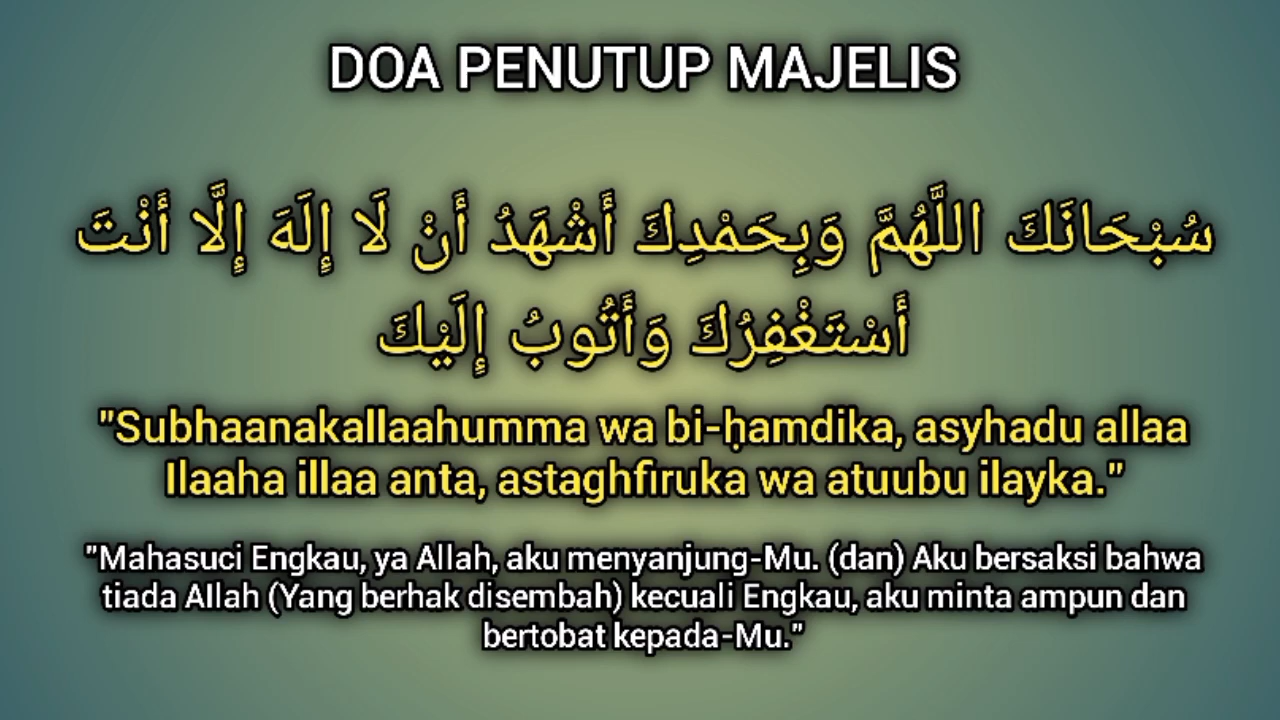 DOA PENUTUP MAJELIS
سُبْحَانَكَ اللَّهُمَّ وَبِحَمْدِكَ أَشْهَدُ أَنْ لَا إِلَهَ إِلَّا أَنْتَ
أَسْتَغْفِرُكَ وَأَتُوبُ إِلَيْكَ
"Subhaanakallaahumma wa bi-ḥamdika, asyhadu allaa
Ilaaha illaa anta, astaghfiruka wa atuubu ilayka."
"Mahasuci Engkau, ya Allah, aku menyanjung-Mu. (dan) Aku bersaksi bahwa
tiada Allah (Yang berhak disembah) kecuali Engkau, aku minta ampun dan
bertobat kepada-Mu."